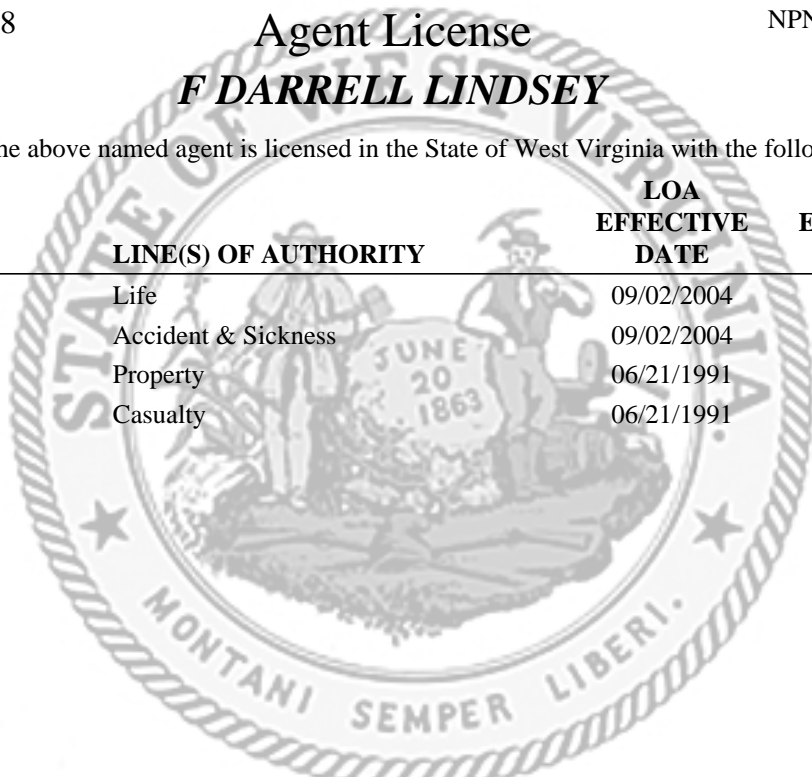 8 Agent License NPN
F DARRELL LINDSEY
he above named agent is licensed in the State of West Virginia with the follo
LOA
EFFECTIVE E
LINE(S) OF AUTHORITY DATE
Life 09/02/2004
Accident & Sickness 09/02/2004
Property 06/21/1991
Casualty 06/21/1991
STATE OF WEST VIRGINIA.
JUNE
20
1863
MONTANI SEMPER LIBERI.